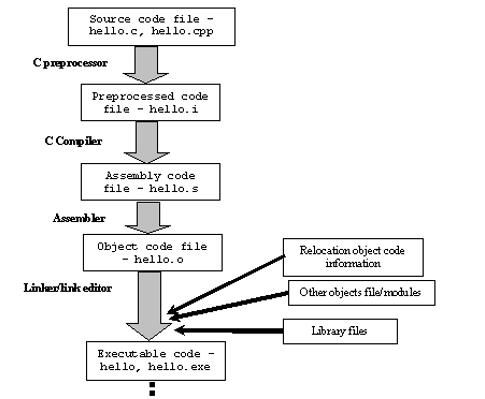 Source code file -
hello.c, hello.cpp
C preprocessor
Preprocessed code
file - hello.i
C Compiler
Assembly code
file - hello.s
Assembler
Object code file
- hello.o
Relocation object code
information
Linker/link editor
Other objects file/modules
Library files
Executable code -
hello, hello.exe